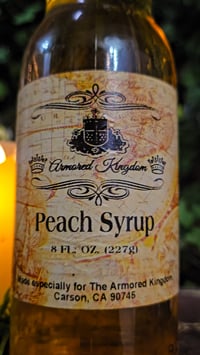 Armored Kingdom
Peach Syrup
8 FL. OZ. (227g)
Made especially for The Armored Kingdom
Carson, CA 90745